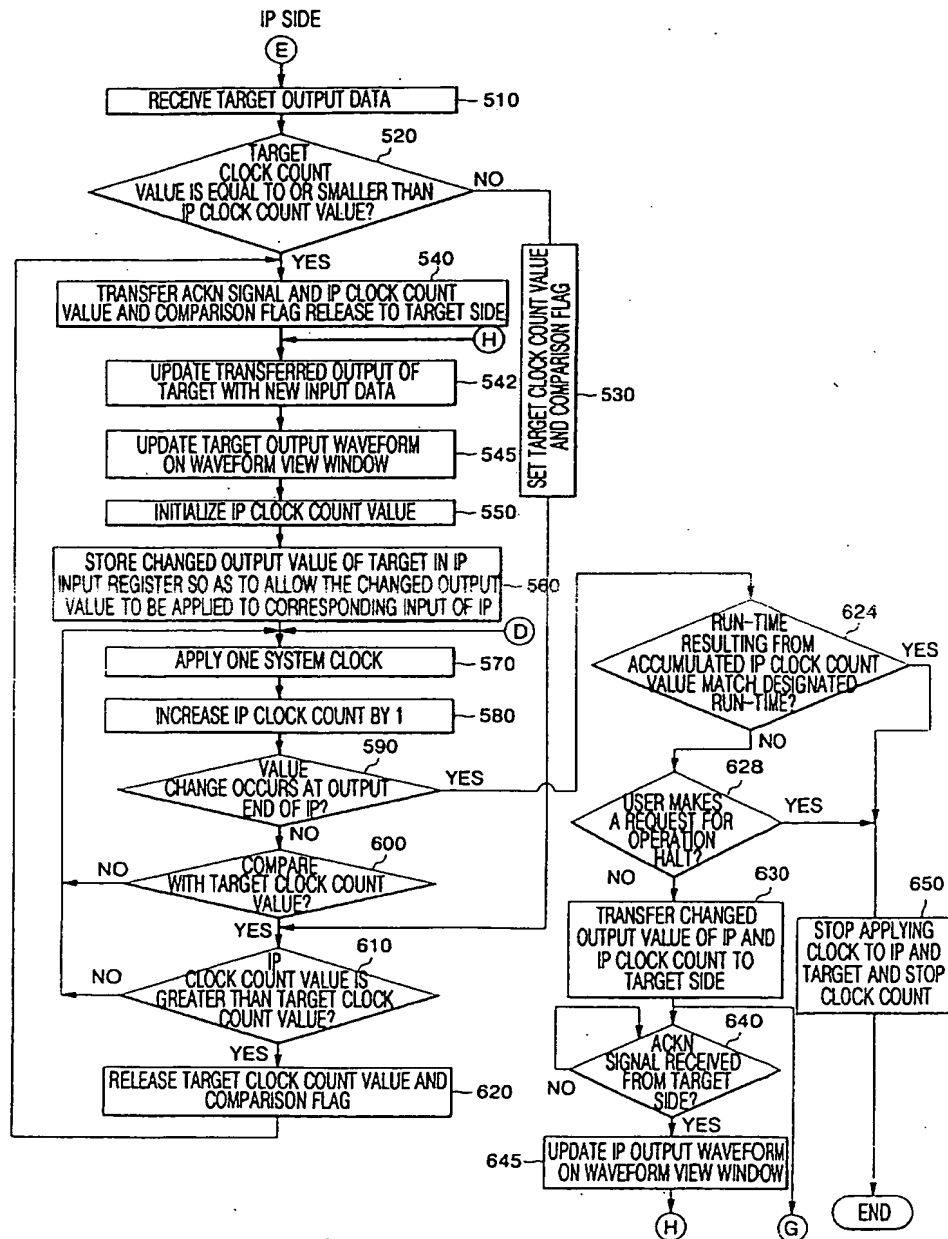 IP SIDE
E
RECEIVE TARGET OUTPUT DATA
510
520
TARGET
CLOCK COUNT
VALUE IS EQUAL TO OR SMALLER THAN
IP CLOCK COUNT VALUE?
NO
YES
540
TRANSFER ACKN SIGNAL AND IP CLOCK COUNT
VALUE AND COMPARISON FLAG RELEASE TO TARGET SIDE
H
SET TARGET CLOCK COUNT VALUE
AND COMPARISON FLAG
530
UPDATE TRANSFERRED OUTPUT OF
TARGET WITH NEW INPUT DATA
542
UPDATE TARGET OUTPUT WAVEFORM
ON WAVEFORM VIEW WINDOW
545
INITIALIZE IP CLOCK COUNT VALUE
550
STORE CHANGED OUTPUT VALUE OF TARGET IN IP
INPUT REGISTER SO AS TO ALLOW THE CHANGED OUTPUT
VALUE TO BE APPLIED TO CORRESPONDING INPUT OF IP
560
D
APPLY ONE SYSTEM CLOCK
570
INCREASE IP CLOCK COUNT BY 1
580
590
VALUE
CHANGE OCCURS AT OUTPUT
END OF IP?
YES
NO
600
COMPARE
WITH TARGET CLOCK COUNT
VALUE?
NO
YES
610
IP
CLOCK COUNT VALUE IS
GREATER THAN TARGET CLOCK
COUNT VALUE?
NO
YES
RELEASE TARGET CLOCK COUNT VALUE AND
COMPARISON FLAG
620
624
RUN-TIME
RESULTING FROM
ACCUMULATED IP CLOCK COUNT
VALUE MATCH DESIGNATED
RUN-TIME?
YES
NO
628
USER MAKES
A REQUEST FOR
OPERATION
HALT?
YES
NO
630
TRANSFER CHANGED
OUTPUT VALUE OF IP AND
IP CLOCK COUNT TO
TARGET SIDE
650
STOP APPLYING
CLOCK TO IP AND
TARGET AND STOP
CLOCK COUNT
640
ACKN
SIGNAL RECEIVED
FROM TARGET
SIDE?
NO
YES
645
UPDATE IP OUTPUT WAVEFORM
ON WAVEFORM VIEW WINDOW
H
G
END